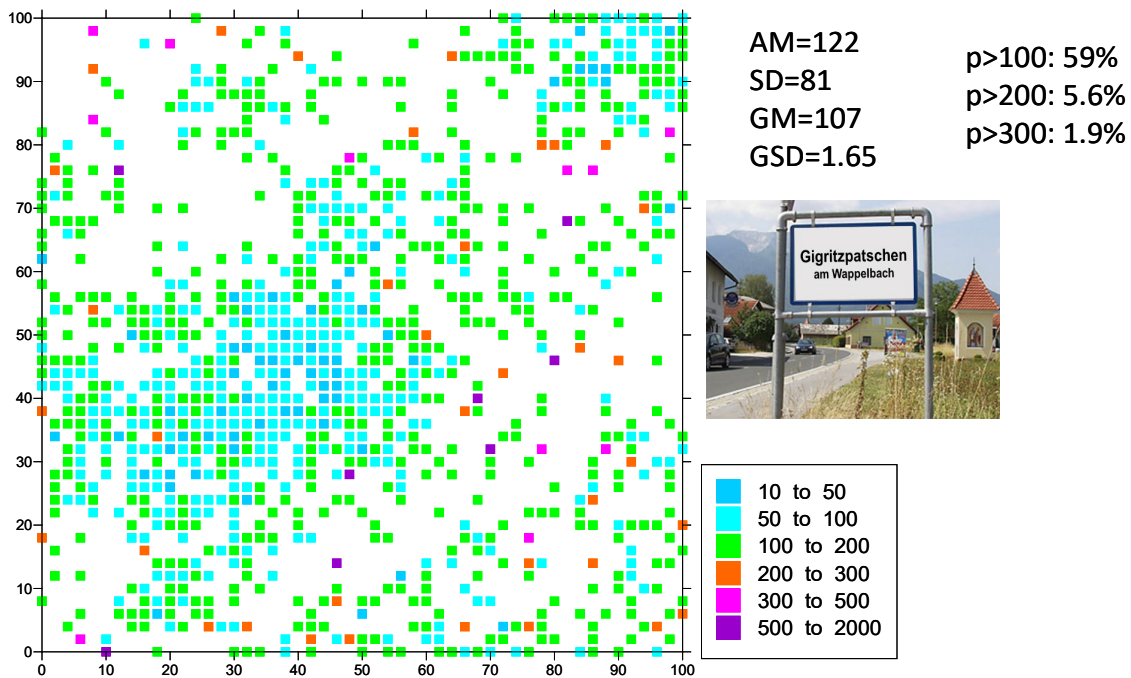 AM=122
SD=81
GM=107
GSD=1.65
p>100: 59%
p>200: 5.6%
p>300: 1.9%
100
90
80
70
60
50
40
30
20
10
0
0 10 20 30 40 50 60 70 80 90 100
Gigritzpatschen
am Wappelbach
10 to 50
50 to 100
100 to 200
200 to 300
300 to 500
500 to 2000